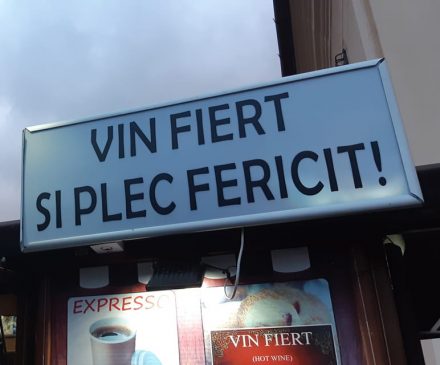 VIN FIERT
SI PLEC FERICIT!
EXPRESSO
VIN FIERT
(HOT WINE)